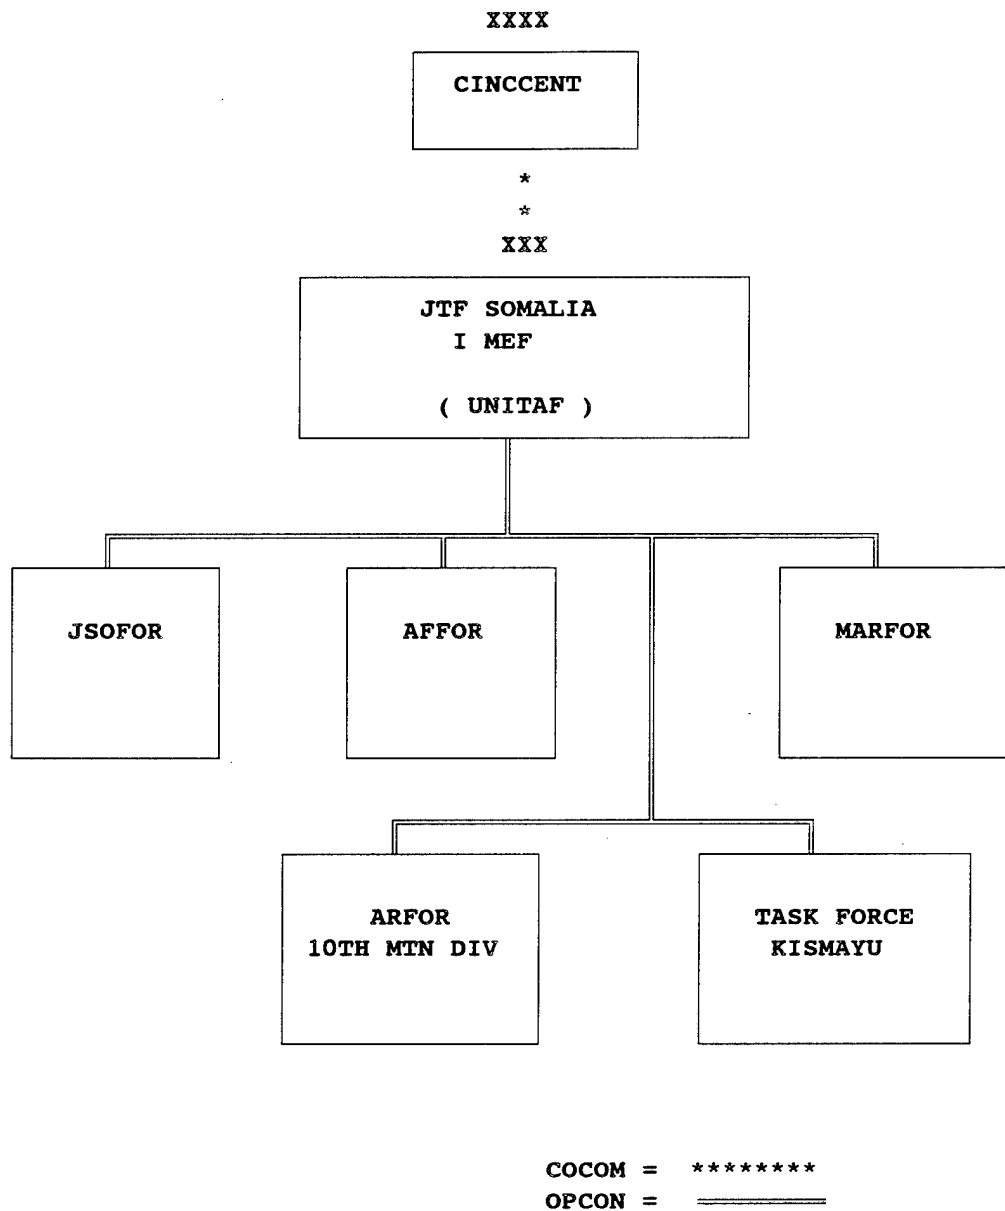 XXXX
CINCCENT
*
*
XXX
JTF SOMALIA
I MEF
( UNITAF )
JSOFOR
AFFOR
MARFOR
ARFOR
10TH MTN DIV
TASK FORCE
KISMAYU
COCOM = ********
OPCON =